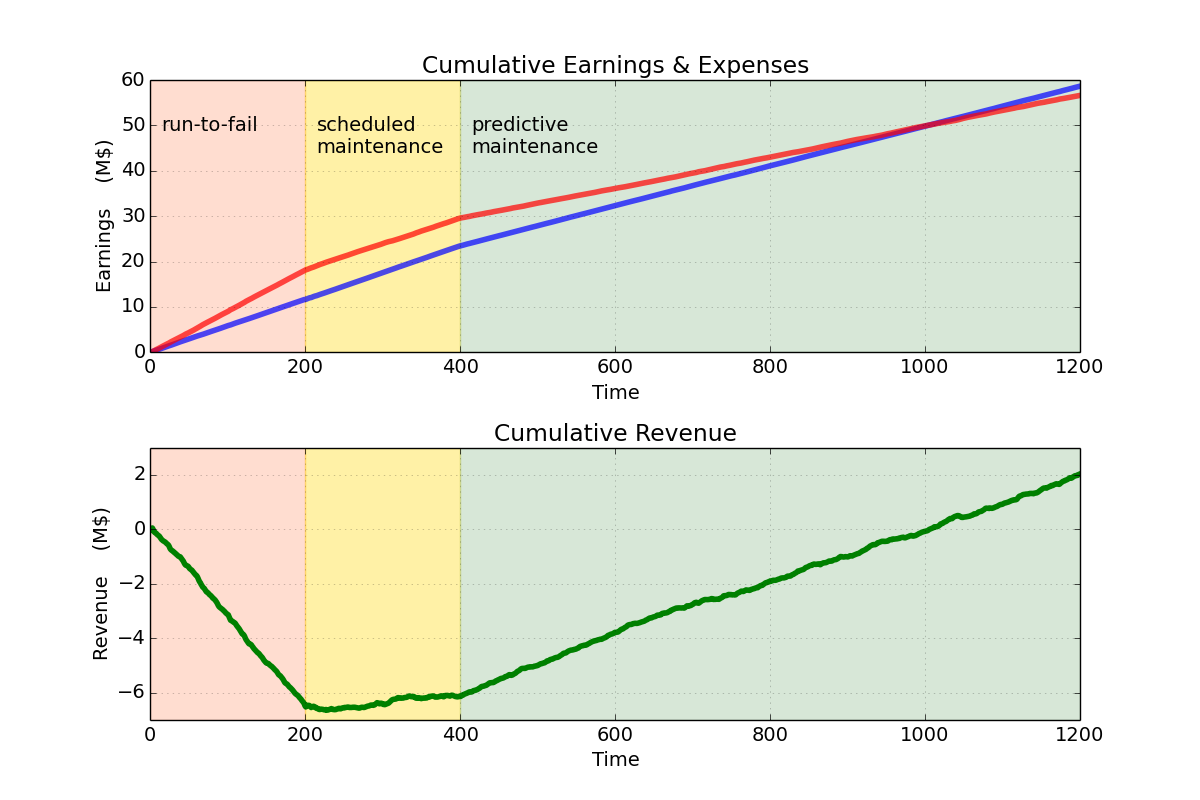 Cumulative Earnings & Expenses
60
50
40
30
20
10
0
Earnings (M$)
run-to-fail
scheduled
maintenance
predictive
maintenance
0 200 400 600 800 1000 1200
Time
Cumulative Revenue
2
0
−2
−4
−6
Revenue (M$)
0 200 400 600 800 1000 1200
Time